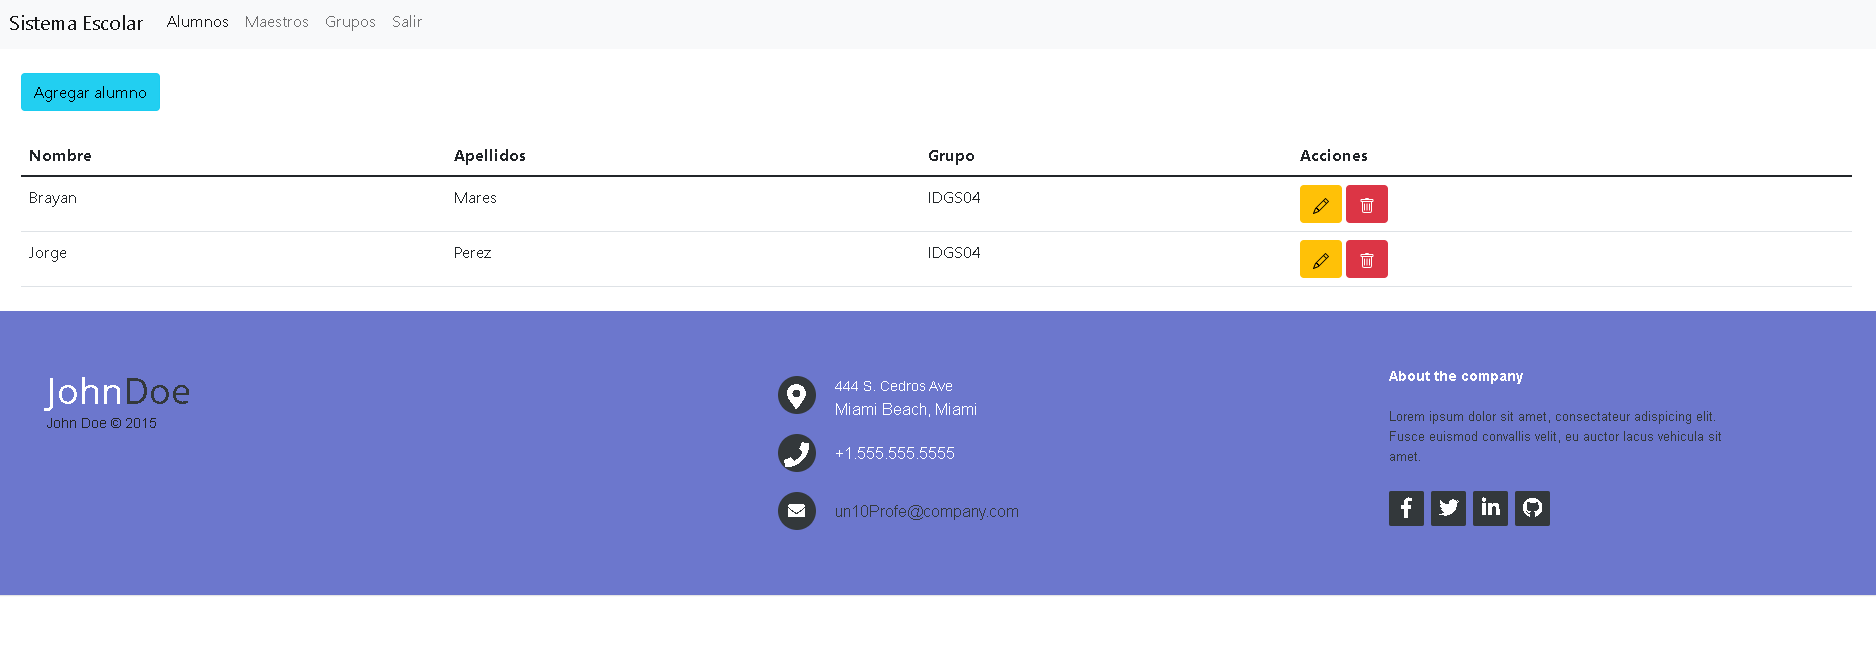 Sistema Escolar Alumnos Maestros Grupos Salir
Agregar alumno
Nombre Apellidos Grupo Acciones
Brayan Mares IDGS04
Jorge Perez IDGS04
JohnDoe
John Doe © 2015
444 S. Cedros Ave
Miami Beach, Miami
+1.555.555.5555
un10Profe@company.com
About the company
Lorem ipsum dolor sit amet, consectateur adispicing elit.
Fusce euismod convallis velit, eu auctor lacus vehicula sit
amet.